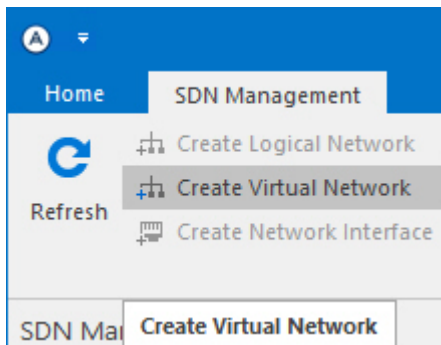 Home SDN Management
Create Logical Network
Create Virtual Network
Refresh
Create Network Interface
SDN Ma
Create Virtual Network